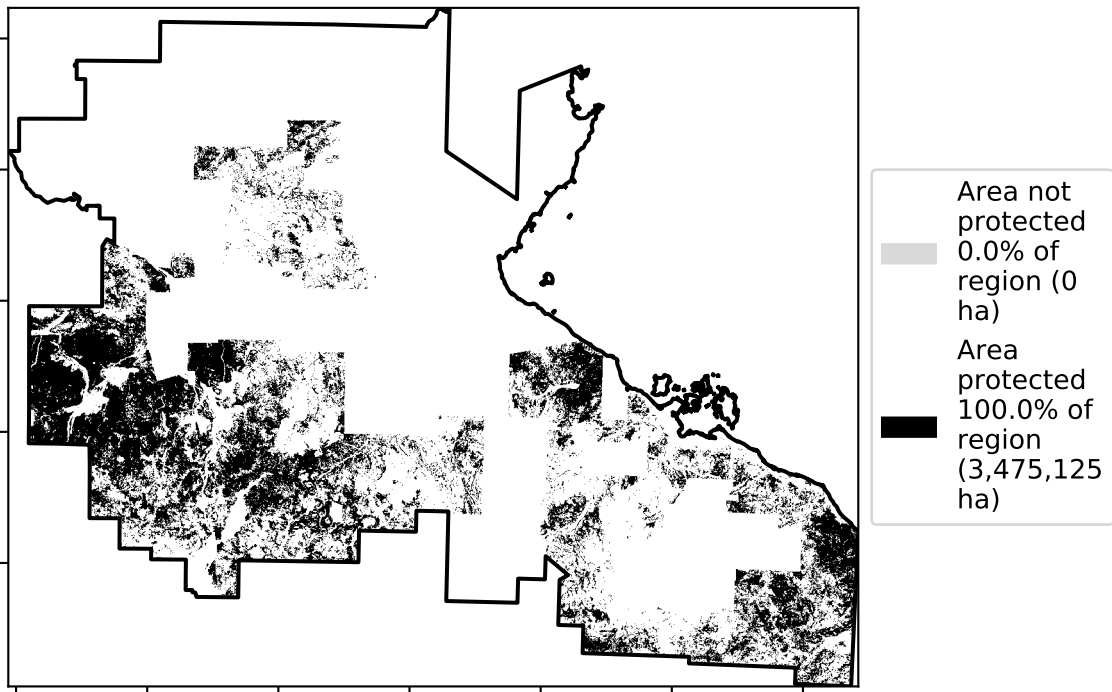 Area not
protected
0.0% of
region (0
ha)
Area
protected
100.0% of
region
(3,475,125
ha)